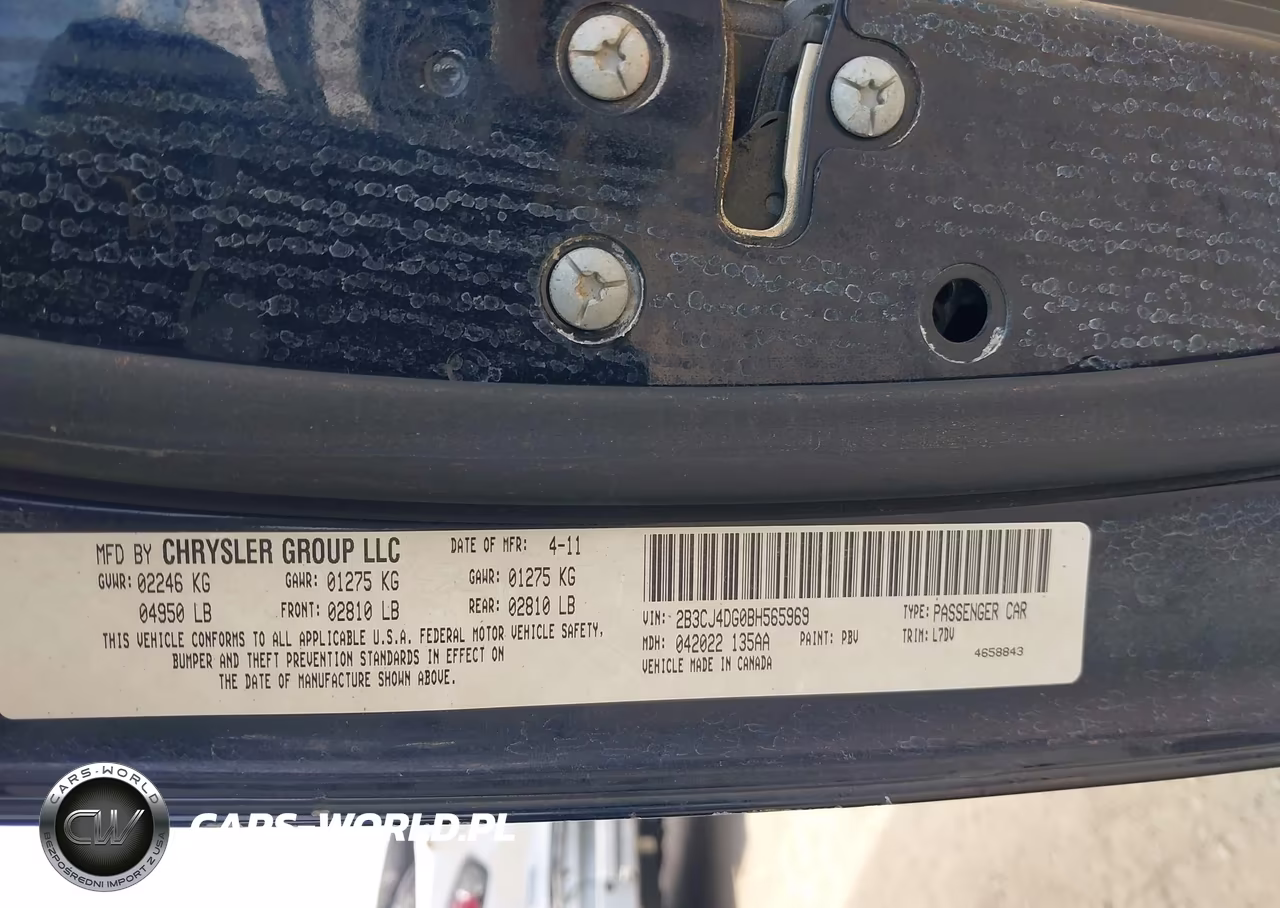 MFD BY CHRYSLER GROUP LLC
DATE OF MFR: 4-11
GVWR: 02246 KG GAWR: 01275 KG GAWR: 01275 KG
04950 LB FRONT: 02810 LB REAR: 02810 LB
THIS VEHICLE CONFORMS TO ALL APPLICABLE U.S.A. FEDERAL MOTOR VEHICLE SAFETY,
BUMPER AND THEFT PREVENTION STANDARDS IN EFFECT ON
THE DATE OF MANUFACTURE SHOWN ABOVE.
VIN: 2B3CJ4DG0BH565969 TYPE: PASSENGER CAR
MDH: 042022 135AA PAINT: PBV TRIM: L7DV
VEHICLE MADE IN CANADA 4658843
CARS-WORLD
CW
BEZPOŚREDNI IMPORT Z USA
CARS-WORLD.PL